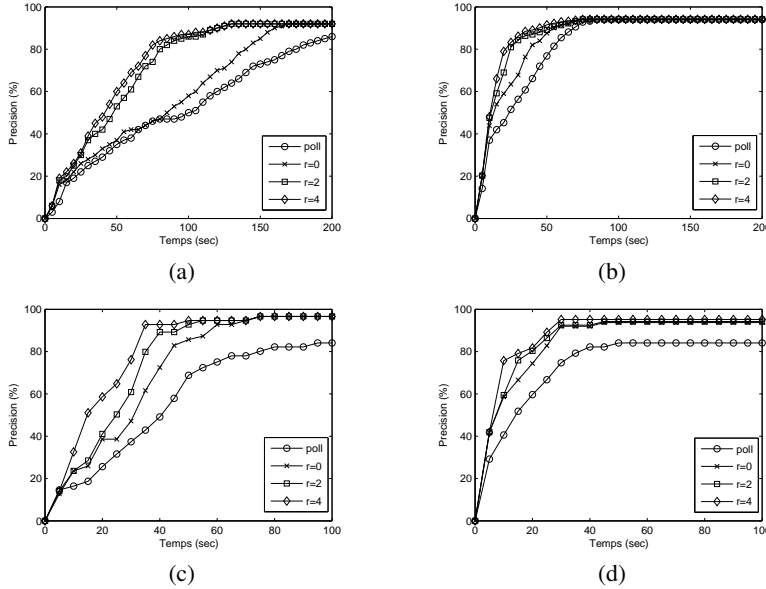 100
80
60
40
20
0
Precision (%)
0 50 100 150 200
Temps (sec)
poll
r=0
r=2
r=4
(a)
100
80
60
40
20
0
Precision (%)
0 50 100 150 200
Temps (sec)
poll
r=0
r=2
r=4
(b)
100
80
60
40
20
0
Precision (%)
0 20 40 60 80 100
Temps (sec)
poll
r=0
r=2
r=4
(c)
100
80
60
40
20
0
Precision (%)
0 20 40 60 80 100
Temps (sec)
poll
r=0
r=2
r=4
(d)